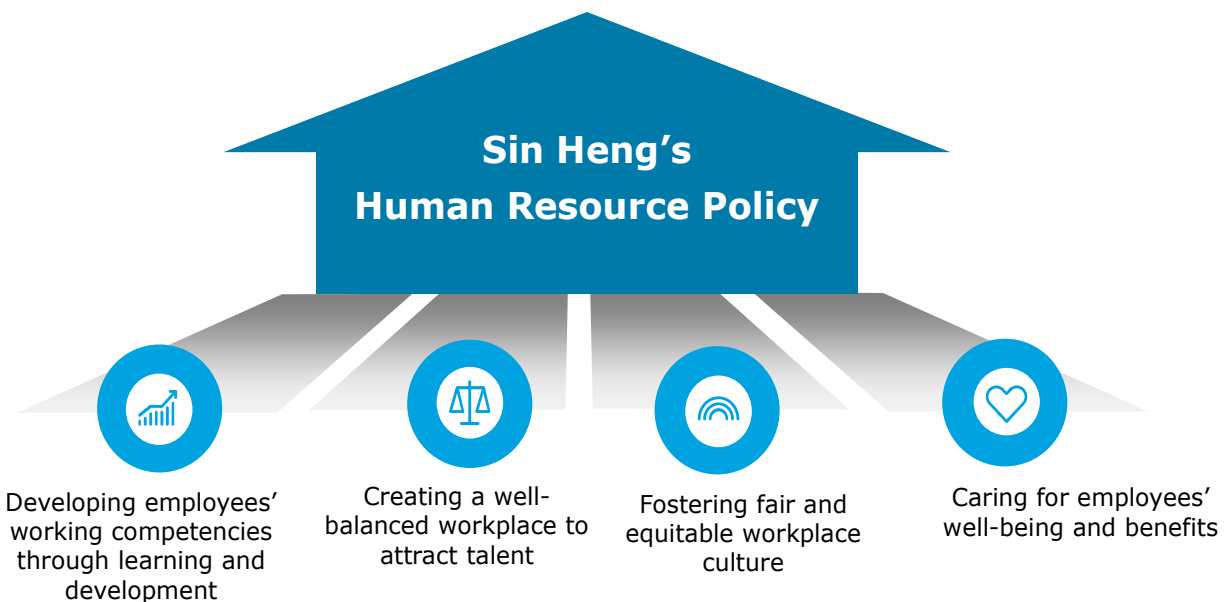 Sin Heng’s
Human Resource Policy
Developing employees’
working competencies
through learning and
development
Creating a well-
balanced workplace to
attract talent
Fostering fair and
equitable workplace
culture
Caring for employees’
well-being and benefits